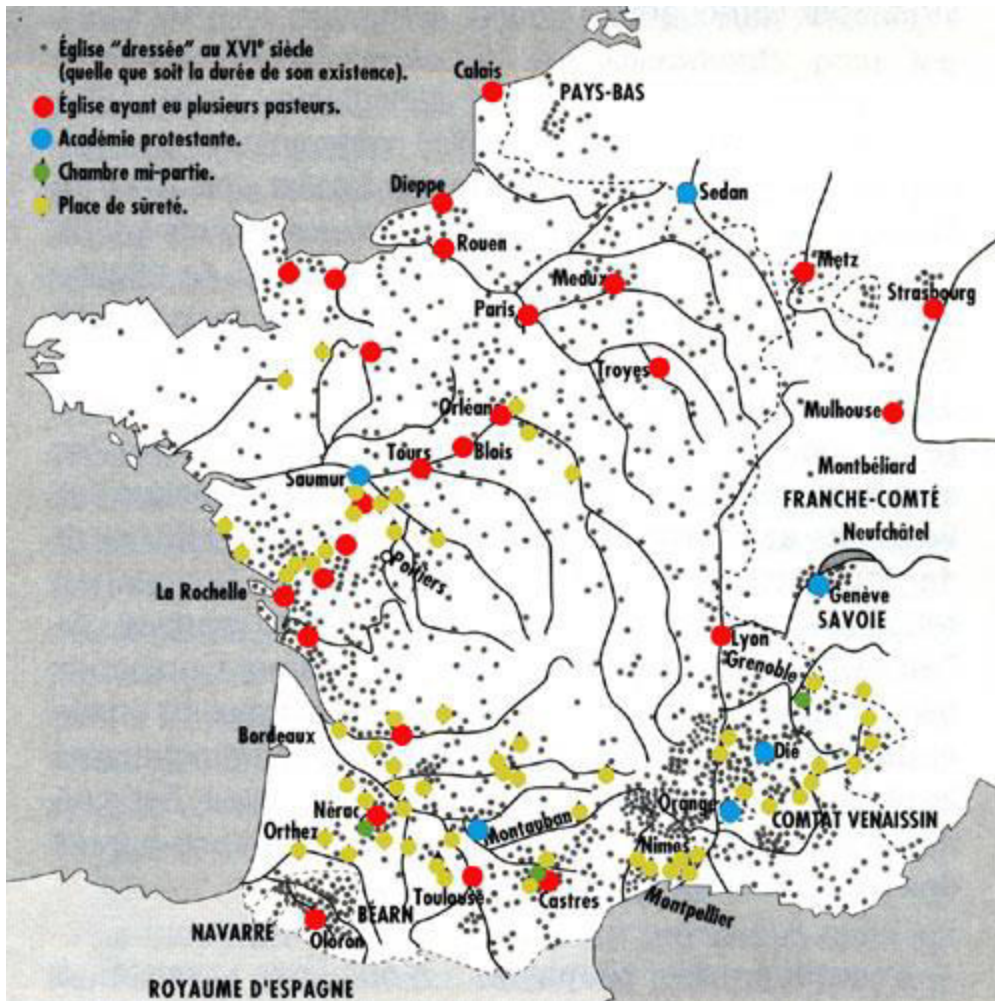 Église "dressée" au XVIᵉ siècle
(quelle que soit la durée de son existence).
Église ayant eu plusieurs pasteurs.
Académie protestante.
Chambre mi-partie.
Place de sûreté.
Calais
PAYS-BAS
Dieppe
Sedan
Rouen
Metz
Meaux
Strasbourg
Paris
Troyes
Orléan
Mulhouse
Tours
Blois
Saumur
Montbéliard
FRANCHE-COMTÉ
Neufchâtel
Poitiers
La Rochelle
Genève
SAVOIE
Lyon
Grenoble
Bordeaux
Die
Nérac
Orange
COMTAT VENAISSIN
Orthez
Montauban
Nîmes
Toulouse
Castres
Montpellier
NAVARRE
BÉARN
Oloron
ROYAUME D'ESPAGNE